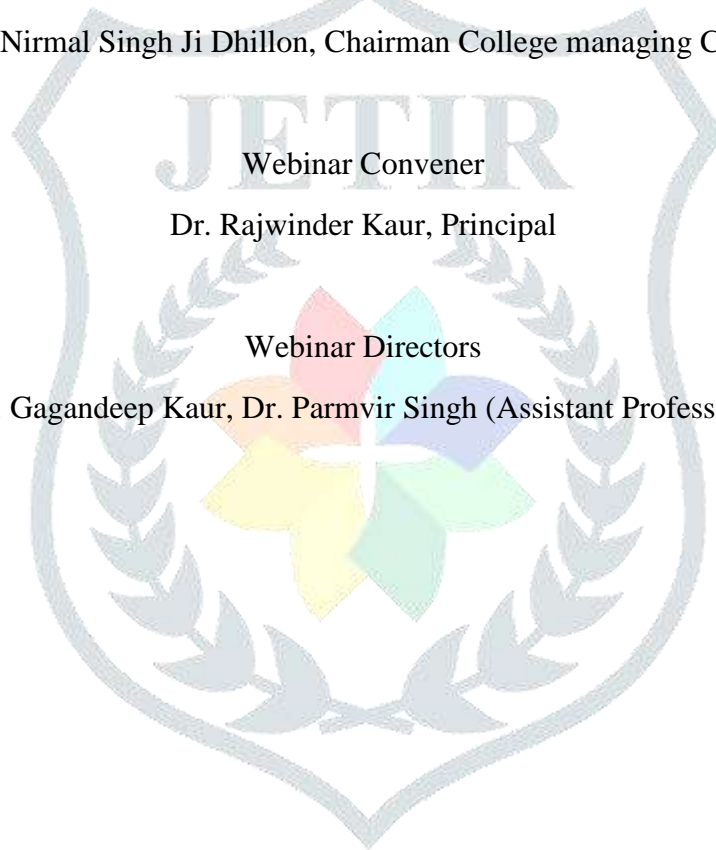 Nirmal Singh Ji Dhillon, Chairman College managing C
JETIR
Webinar Convener
Dr. Rajwinder Kaur, Principal
Webinar Directors
Gagandeep Kaur, Dr. Parmvir Singh (Assistant Profess